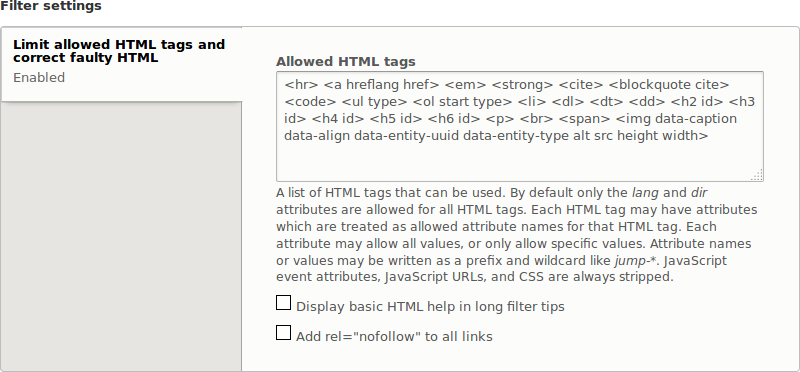 Filter settings
Limit allowed HTML tags and
correct faulty HTML
Enabled
Allowed HTML tags
<hr> <a hreflang href> <em> <strong> <cite> <blockquote cite>
<code> <ul type> <ol start type> <li> <dl> <dt> <dd> <h2 id> <h3
id> <h4 id> <h5 id> <h6 id> <p> <br> <span> <img data-caption
data-align data-entity-uuid data-entity-type alt src height width>
A list of HTML tags that can be used. By default only the lang and dir
attributes are allowed for all HTML tags. Each HTML tag may have attributes
which are treated as allowed attribute names for that HTML tag. Each
attribute may allow all values, or only allow specific values. Attribute names
or values may be written as a prefix and wildcard like jump-*. JavaScript
event attributes, JavaScript URLs, and CSS are always stripped.
Display basic HTML help in long filter tips
Add rel="nofollow" to all links